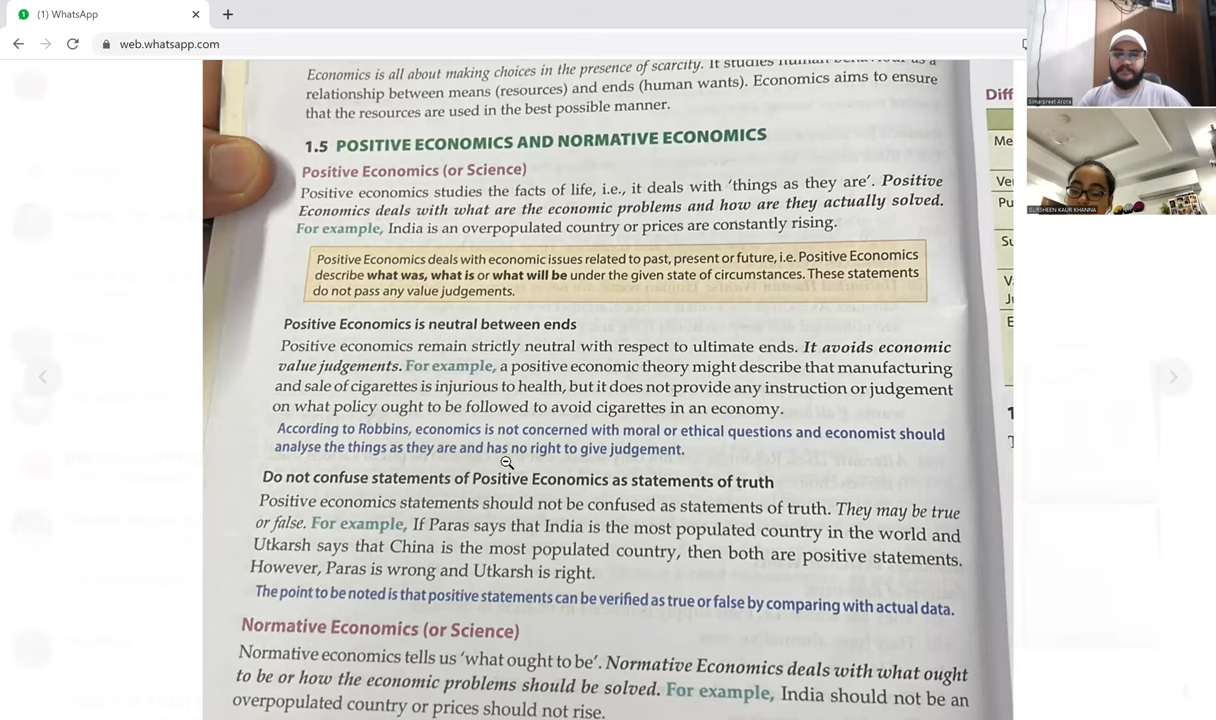 (1) WhatsApp
web.whatsapp.com
Economics is all about making choices in the presence of scarcity. It studies human as a
relationship between means (resources) and ends (human wants). Economics aims to ensure
that the resources are used in the best possible manner.
1.5 POSITIVE ECONOMICS AND NORMATIVE ECONOMICS
Positive Economics (or Science)
Positive economics studies the facts of life, i.e., it deals with ‘things as they are’. Positive
Economics deals with what are the economic problems and how are they actually solved.
For example, India is an overpopulated country or prices are constantly rising.
Positive Economics deals with economic issues related to past, present or future, i.e. Positive Economics
describe what was, what is or what will be under the given state of circumstances. These statements
do not pass any value judgements.
Positive Economics is neutral between ends
Positive economics remain strictly neutral with respect to ultimate ends. It avoids economic
value judgements. For example, a positive economic theory might describe that manufacturing
and sale of cigarettes is injurious to health, but it does not provide any instruction or judgement
on what policy ought to be followed to avoid cigarettes in an economy.
According to Robbins, economics is not concerned with moral or ethical questions and economist should
analyse the things as they are and has no right to give judgement.
Do not confuse statements of Positive Economics as statements of truth
Positive economics statements should not be confused as statements of truth. They may be true
or false. For example, If Paras says that India is the most populated country in the world and
Utkarsh says that China is the most populated country, then both are positive statements.
However, Paras is wrong and Utkarsh is right.
The point to be noted is that positive statements can be verified as true or false by comparing with actual data.
Normative Economics (or Science)
Normative economics tells us ‘what ought to be’. Normative Economics deals with what ought
to be or how the economic problems should be solved. For example, India should not be an
overpopulated country or prices should not rise.
Diff
Me
Ver
Pu
Su
V
J
E
1
Simarpreet Arora
GURSHEEN KAUR KHANNA